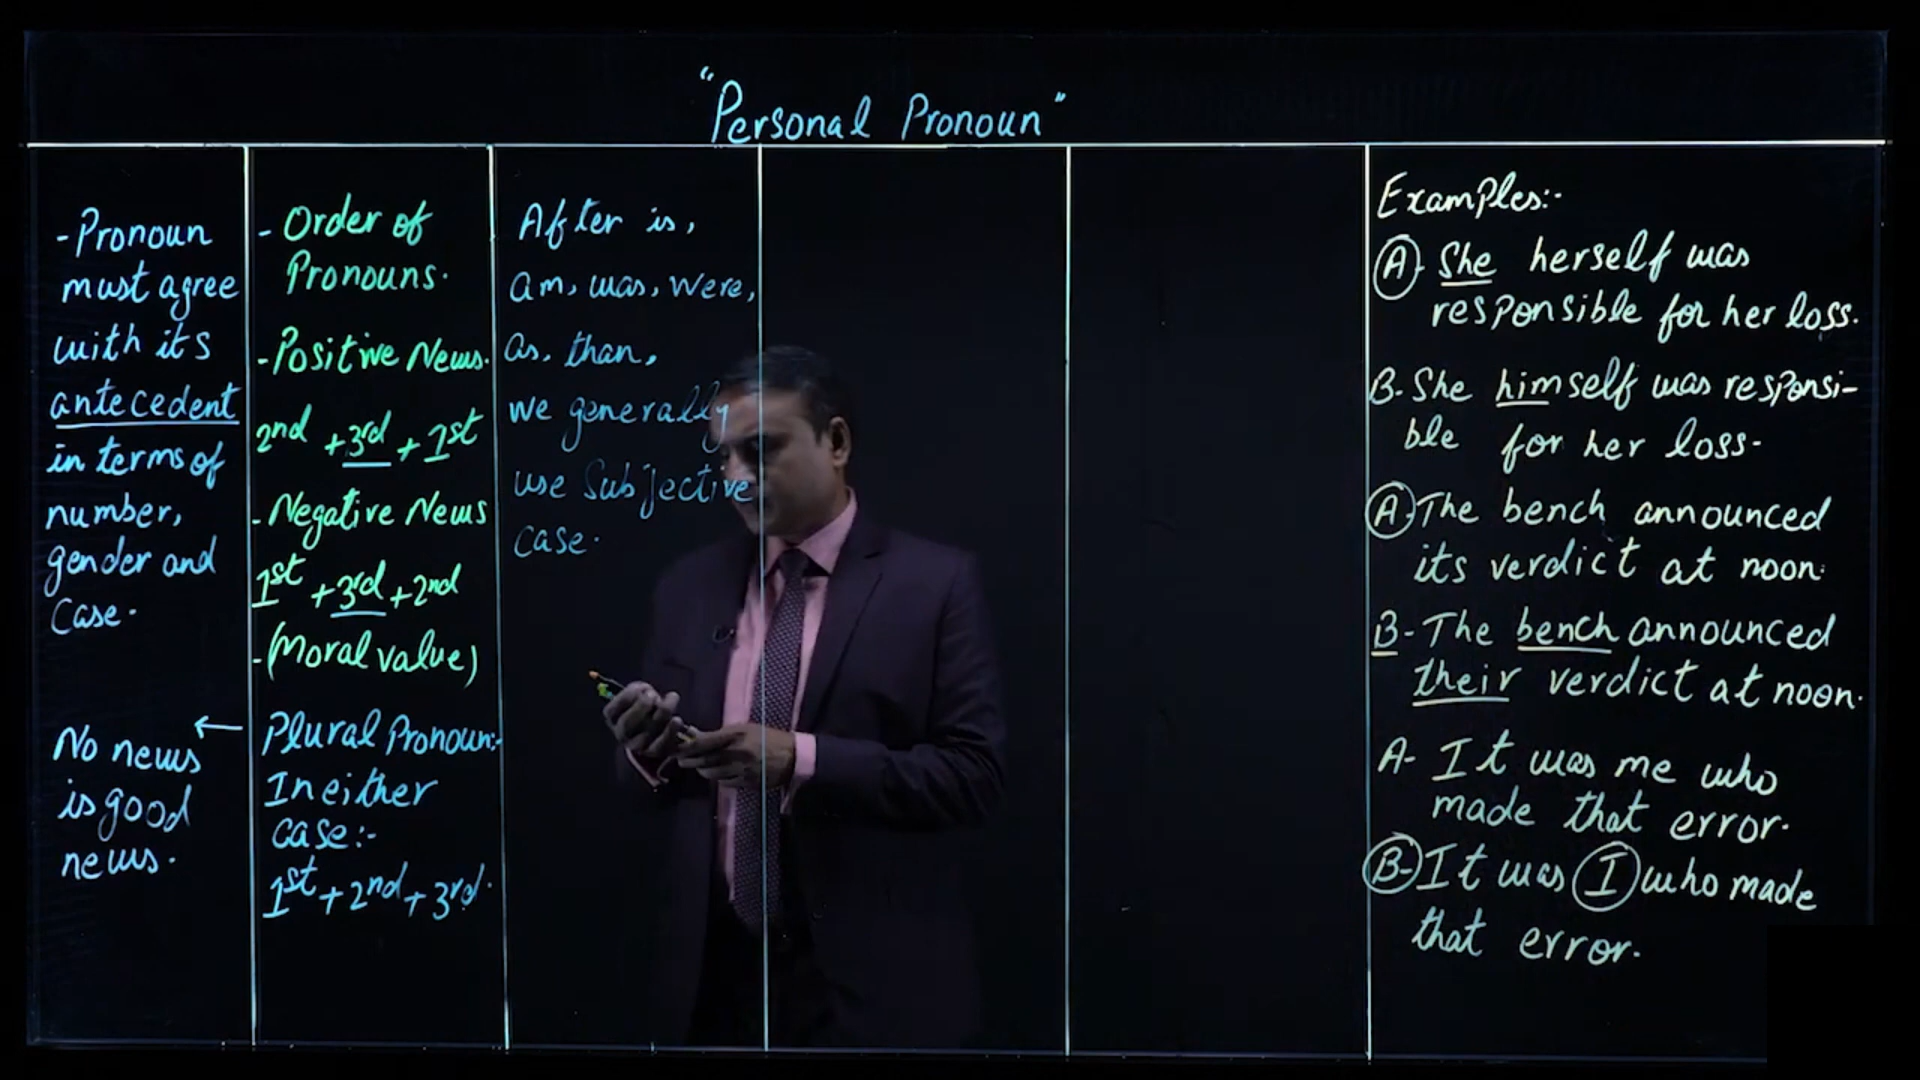 "Personal Pronoun"
-Pronoun
must agree
with its
antecedent
in terms of
number,
gender and
Case.
No news
is good
news.
- Order of
Pronouns.
-Positive News.
2nd +3rd + 1st
-Negative News
1st +3rd +2nd
-(Moral value)
Plural Pronoun:-
In either
case:-
1st+2nd+3rd.
After is,
am, was, were,
as, than,
we generally
use Subjective
case.
Examples:-
A- She herself was
responsible for her loss.
B. She himself was responsi-
ble for her loss-
A- The bench announced
its verdict at noon.
B- The bench announced
their verdict at noon.
A- It was me who
made that error.
B- It was I who made
that error.